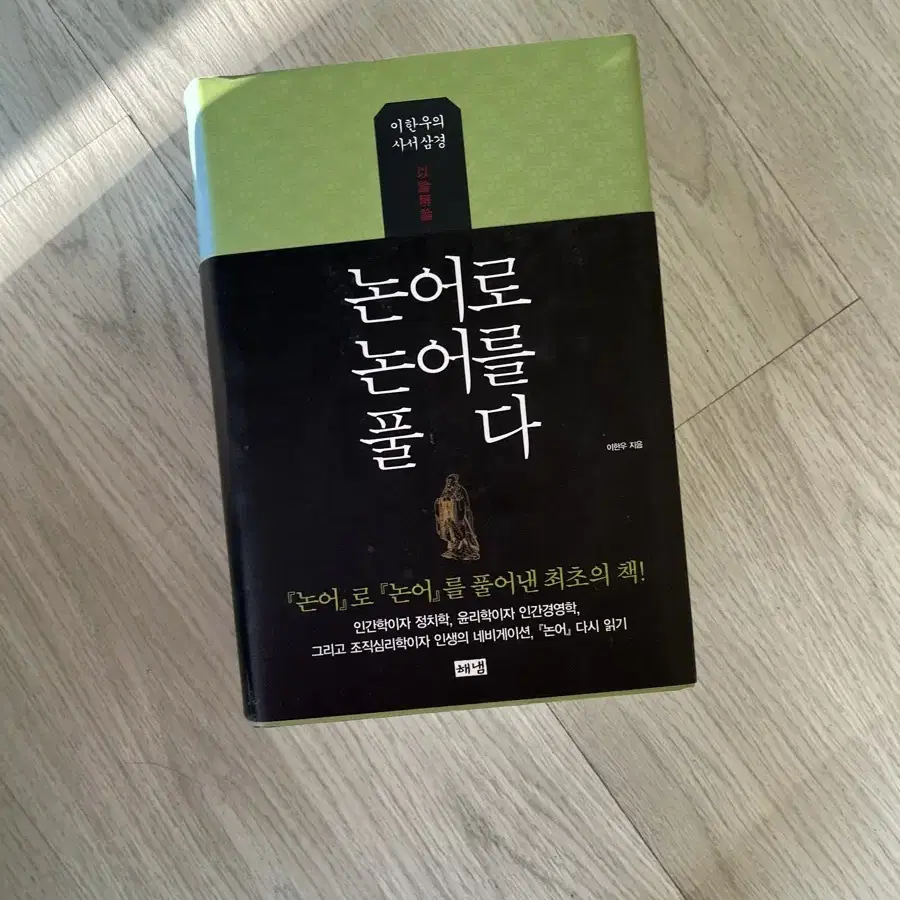 이한우의
사서삼경
以論語論
논어로
논어를
풀 다
이한우 지음
『논어』로 『논어』를 풀어낸 최초의 책!
인간학이자 정치학, 윤리학이자 인간경영학,
그리고 조직심리학이자 인생의 네비게이션, 『논어』 다시 읽기
해냄